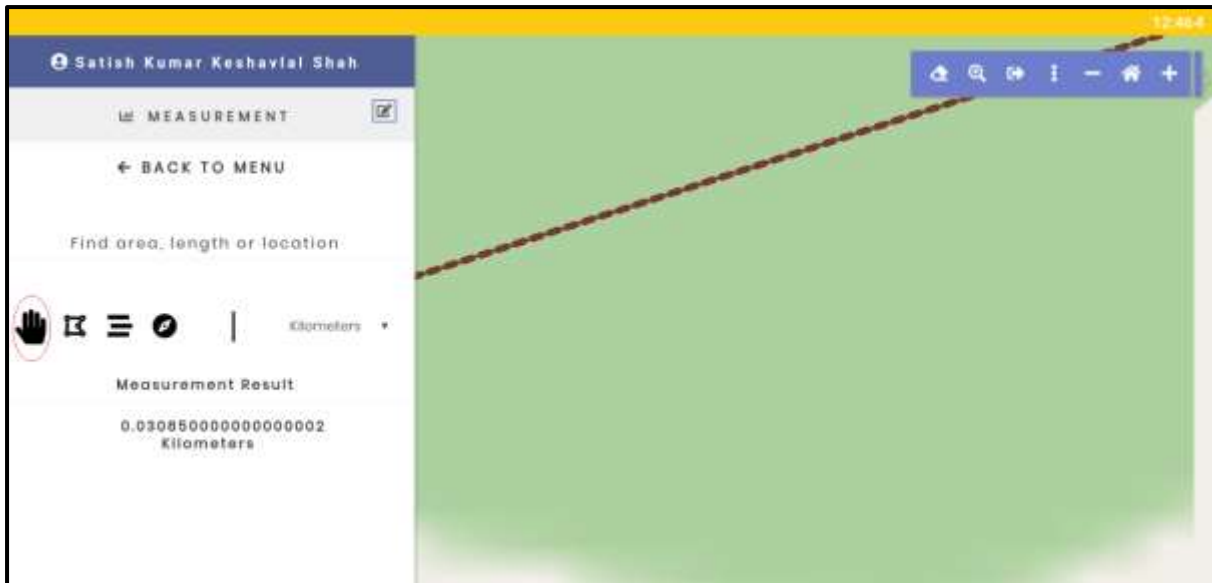 Satish Kumar Keshavlal Shah
MEASUREMENT
BACK TO MENU
Find area, length or location
Kilometers
Measurement Result
0.030850000000000002
Kilometers